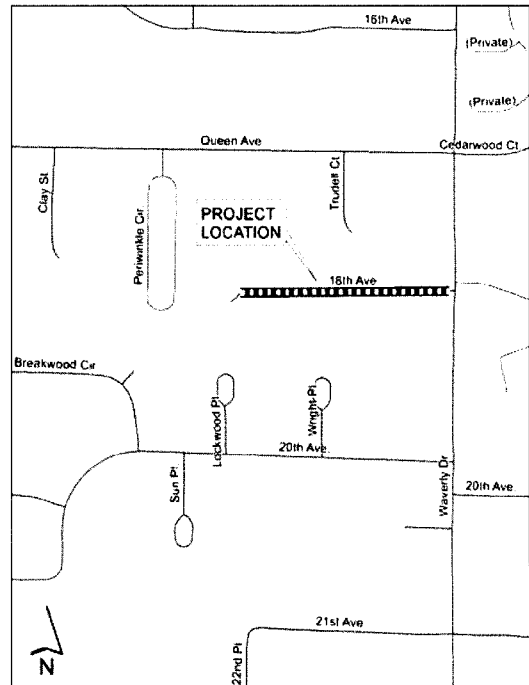 16th Ave
(Private)
(Private)
Queen Ave
Cedarwood Ct
Clay St
Periwinkle Cir
Trudell Ct
PROJECT
LOCATION
18th Ave
Breakwood Cir
Lockwood Pl
Wright Pl
20th Ave
Sun Pl
Waverly Dr
20th Ave
21st Ave
22nd Pl
N